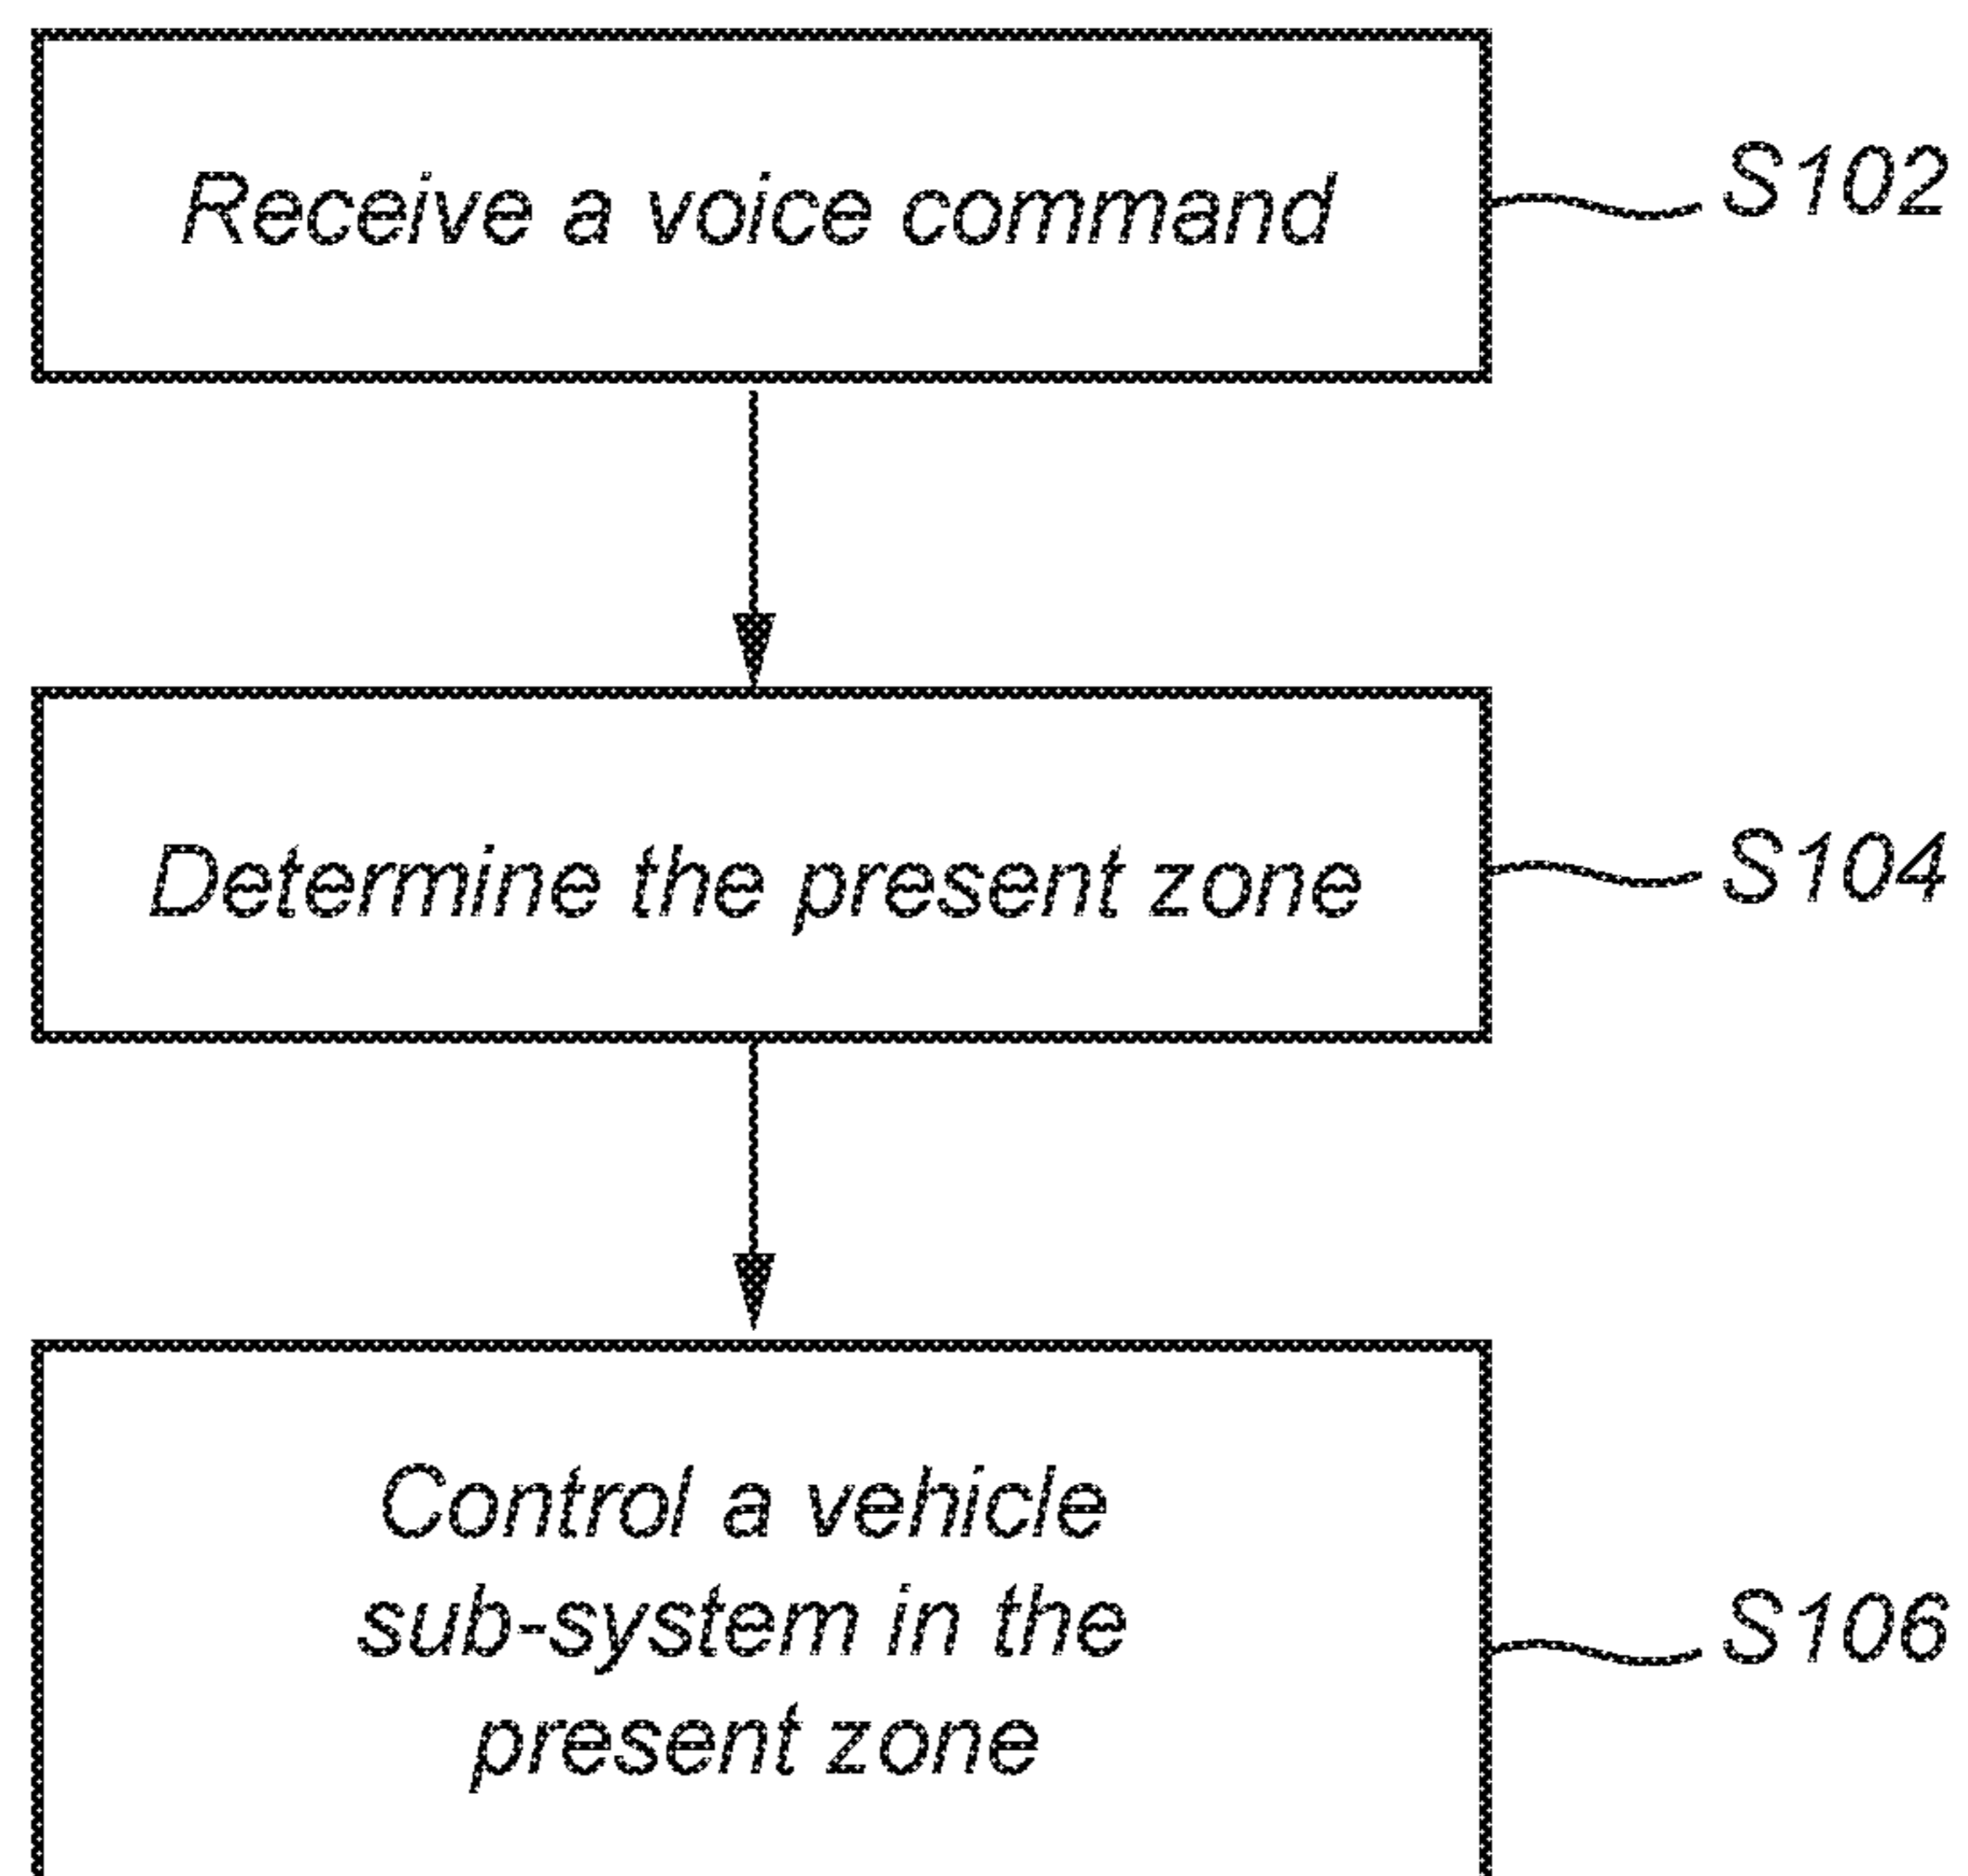 Receive a voice command
S102
Determine the present zone
S104
Control a vehicle
sub-system in the
present zone
S106